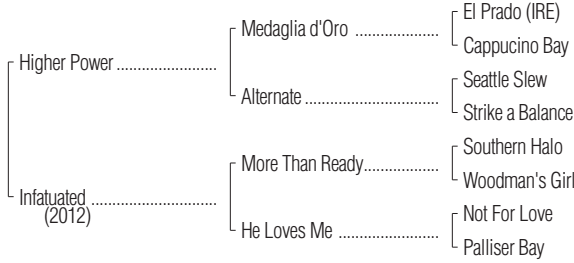 El Prado (IRE)
Medaglia d'Oro ....................
Cappucino Bay
Higher Power ........................
Seattle Slew
Alternate ................................
Strike a Balance
Southern Halo
More Than Ready..................
Woodman's Girl
Infatuated ..............................
(2012)
Not For Love
He Loves Me ........................
Palliser Bay